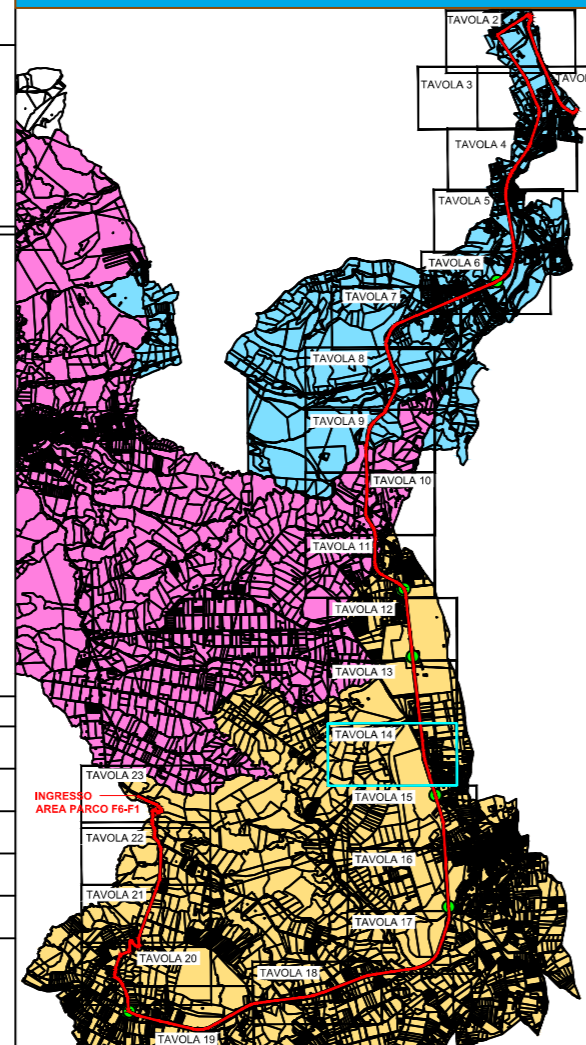 TAVOLA 2
TAVOL
TAVOLA 3
TAVOLA 4
TAVOLA 5
TAVOLA 6
TAVOLA 7
TAVOLA 8
TAVOLA 9
TAVOLA 10
TAVOLA 11
TAVOLA 12
TAVOLA 13
TAVOLA 14
TAVOLA 23
INGRESSO
AREA PARCO F6-F1
TAVOLA 15
TAVOLA 22
TAVOLA 16
TAVOLA 21
TAVOLA 17
TAVOLA 20
TAVOLA 18
TAVOLA 19